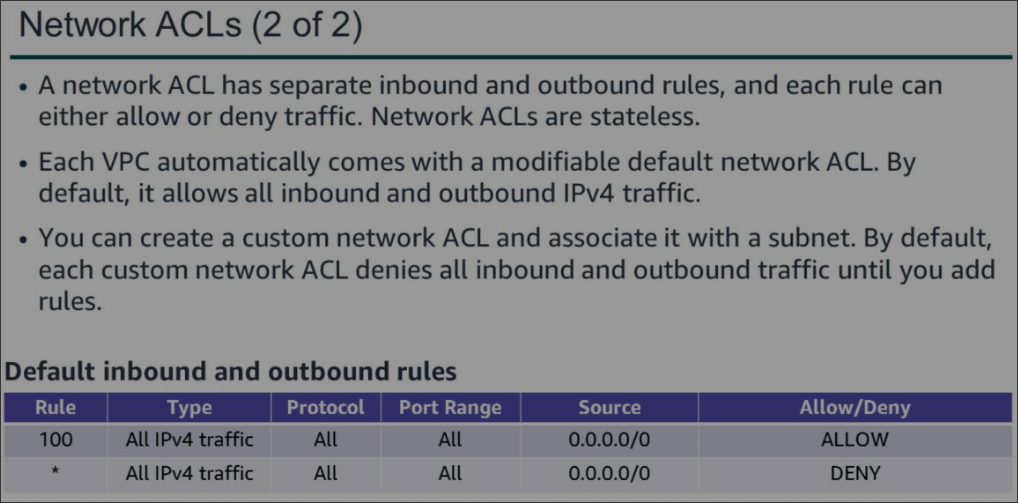 Network ACLs (2 of 2)
• A network ACL has separate inbound and outbound rules, and each rule can
either allow or deny traffic. Network ACLs are stateless.
• Each VPC automatically comes with a modifiable default network ACL. By
default, it allows all inbound and outbound IPv4 traffic.
• You can create a custom network ACL and associate it with a subnet. By default,
each custom network ACL denies all inbound and outbound traffic until you add
rules.
Default inbound and outbound rules
Rule Type Protocol Port Range Source Allow/Deny
100 All IPv4 traffic All All 0.0.0.0/0 ALLOW
* All IPv4 traffic All All 0.0.0.0/0 DENY